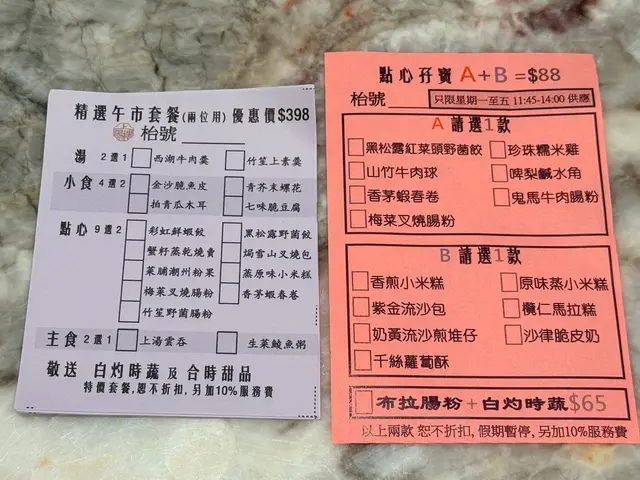 精選午市套餐(兩位用) 優惠價$398
枱號
湯 2選1 西湖牛肉羹 竹笙上素羹
小食 4選2 金沙脆魚皮 青芥末螺花
拍青瓜木耳 七味脆豆腐
點心 9選2 彩虹鮮蝦餃 黑松露野菌餃
蟹籽蒸乾燒賣 焗雪山叉燒包
菜脯潮州粉果 蒸原味小米糕
梅菜叉燒腸粉 香茅蝦春卷
竹笙野菌腸粉
主食 2選1 上湯雲吞 生菜鯪魚粥
敬送 白灼時蔬 及 合時甜品
特價套餐,恕不折扣,另加10%服務費
點心孖寶 A+B=$88
枱號 只限星期一至五 11:45-14:00 供應
A 請選1款
黑松露紅菜頭野菌餃 珍珠糯米雞
山竹牛肉球 啤梨鹹水角
香茅蝦春卷 鬼馬牛肉腸粉
梅菜叉燒腸粉
B 請選1款
香煎小米糕 原味蒸小米糕
紫金流沙包 欖仁馬拉糕
奶黃流沙煎堆仔 沙律脆皮奶
千絲蘿蔔酥
布拉腸粉+白灼時蔬$65
以上兩款 恕不折扣, 假期暫停, 另加10%服務費